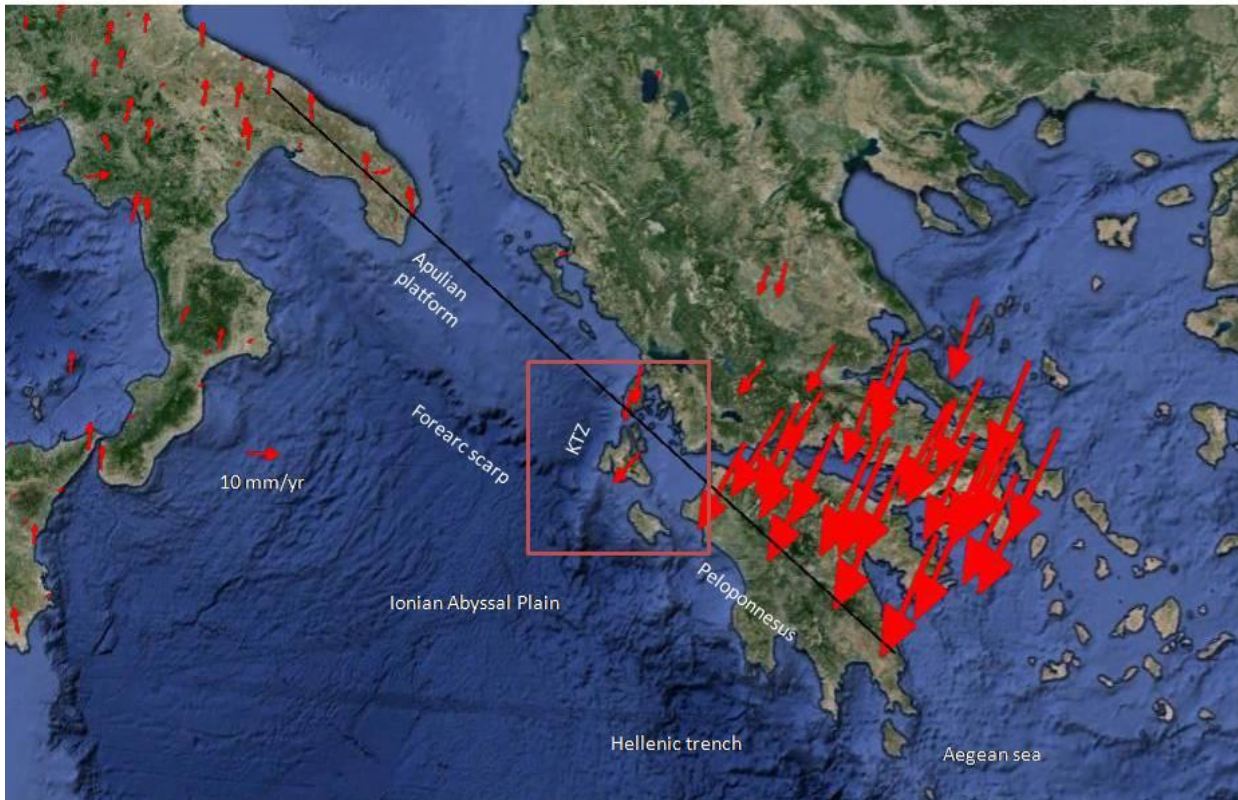 Apulian
platform
KTZ
Forearc scarp
10 mm/yr
Ionian Abyssal Plain
Peloponnesus
Hellenic trench
Aegean sea